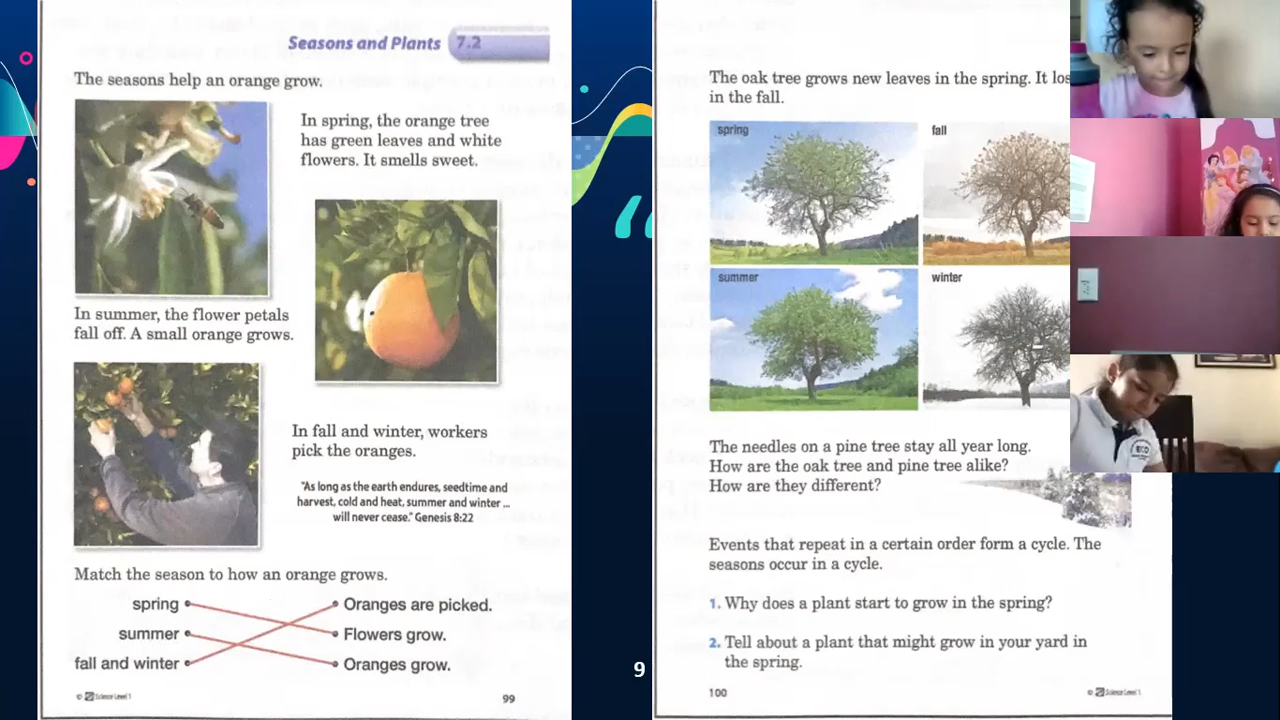 Seasons and Plants 7.2
The seasons help an orange grow.
In spring, the orange tree
has green leaves and white
flowers. It smells sweet.
In summer, the flower petals
fall off. A small orange grows.
In fall and winter, workers
pick the oranges.
"As long as the earth endures, seedtime and
harvest, cold and heat, summer and winter ...
will never cease." Genesis 8:22
Match the season to how an orange grows.
spring Oranges are picked.
summer Flowers grow.
fall and winter Oranges grow.
© Science Level 1
99
9
The oak tree grows new leaves in the spring. It los
in the fall.
spring
fall
summer
winter
The needles on a pine tree stay all year long.
How are the oak tree and pine tree alike?
How are they different?
Events that repeat in a certain order form a cycle. The
seasons occur in a cycle.
1. Why does a plant start to grow in the spring?
2. Tell about a plant that might grow in your yard in
the spring.
100
© Science Level 1